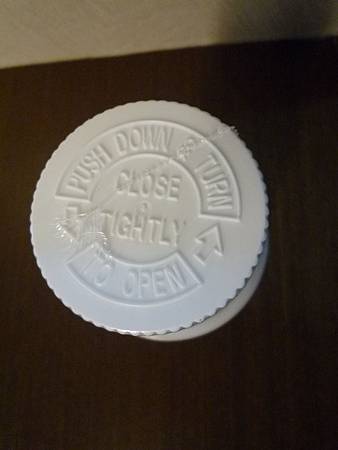 PUSH DOWN & TURN
CLOSE
TIGHTLY
TO OPEN